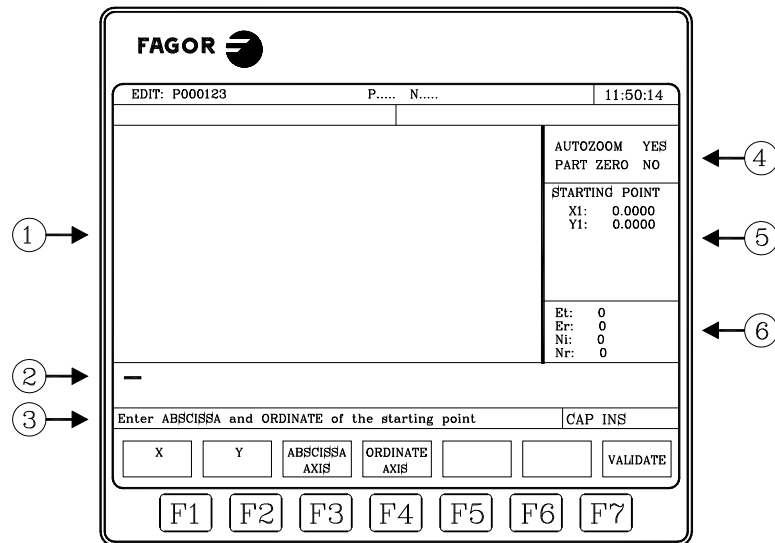 FAGOR
EDIT: P000123 P..... N..... 11:50:14
AUTOZOOM YES
PART ZERO NO
STARTING POINT
X1: 0.0000
Y1: 0.0000
Et: 0
Er: 0
Ni: 0
Nr: 0
Enter ABSCISSA and ORDINATE of the starting point CAP INS
X
Y
ABSCISSA
AXIS
ORDINATE
AXIS
VALIDATE
F1 F2 F3 F4 F5 F6 F7
1
2
3
4
5
6